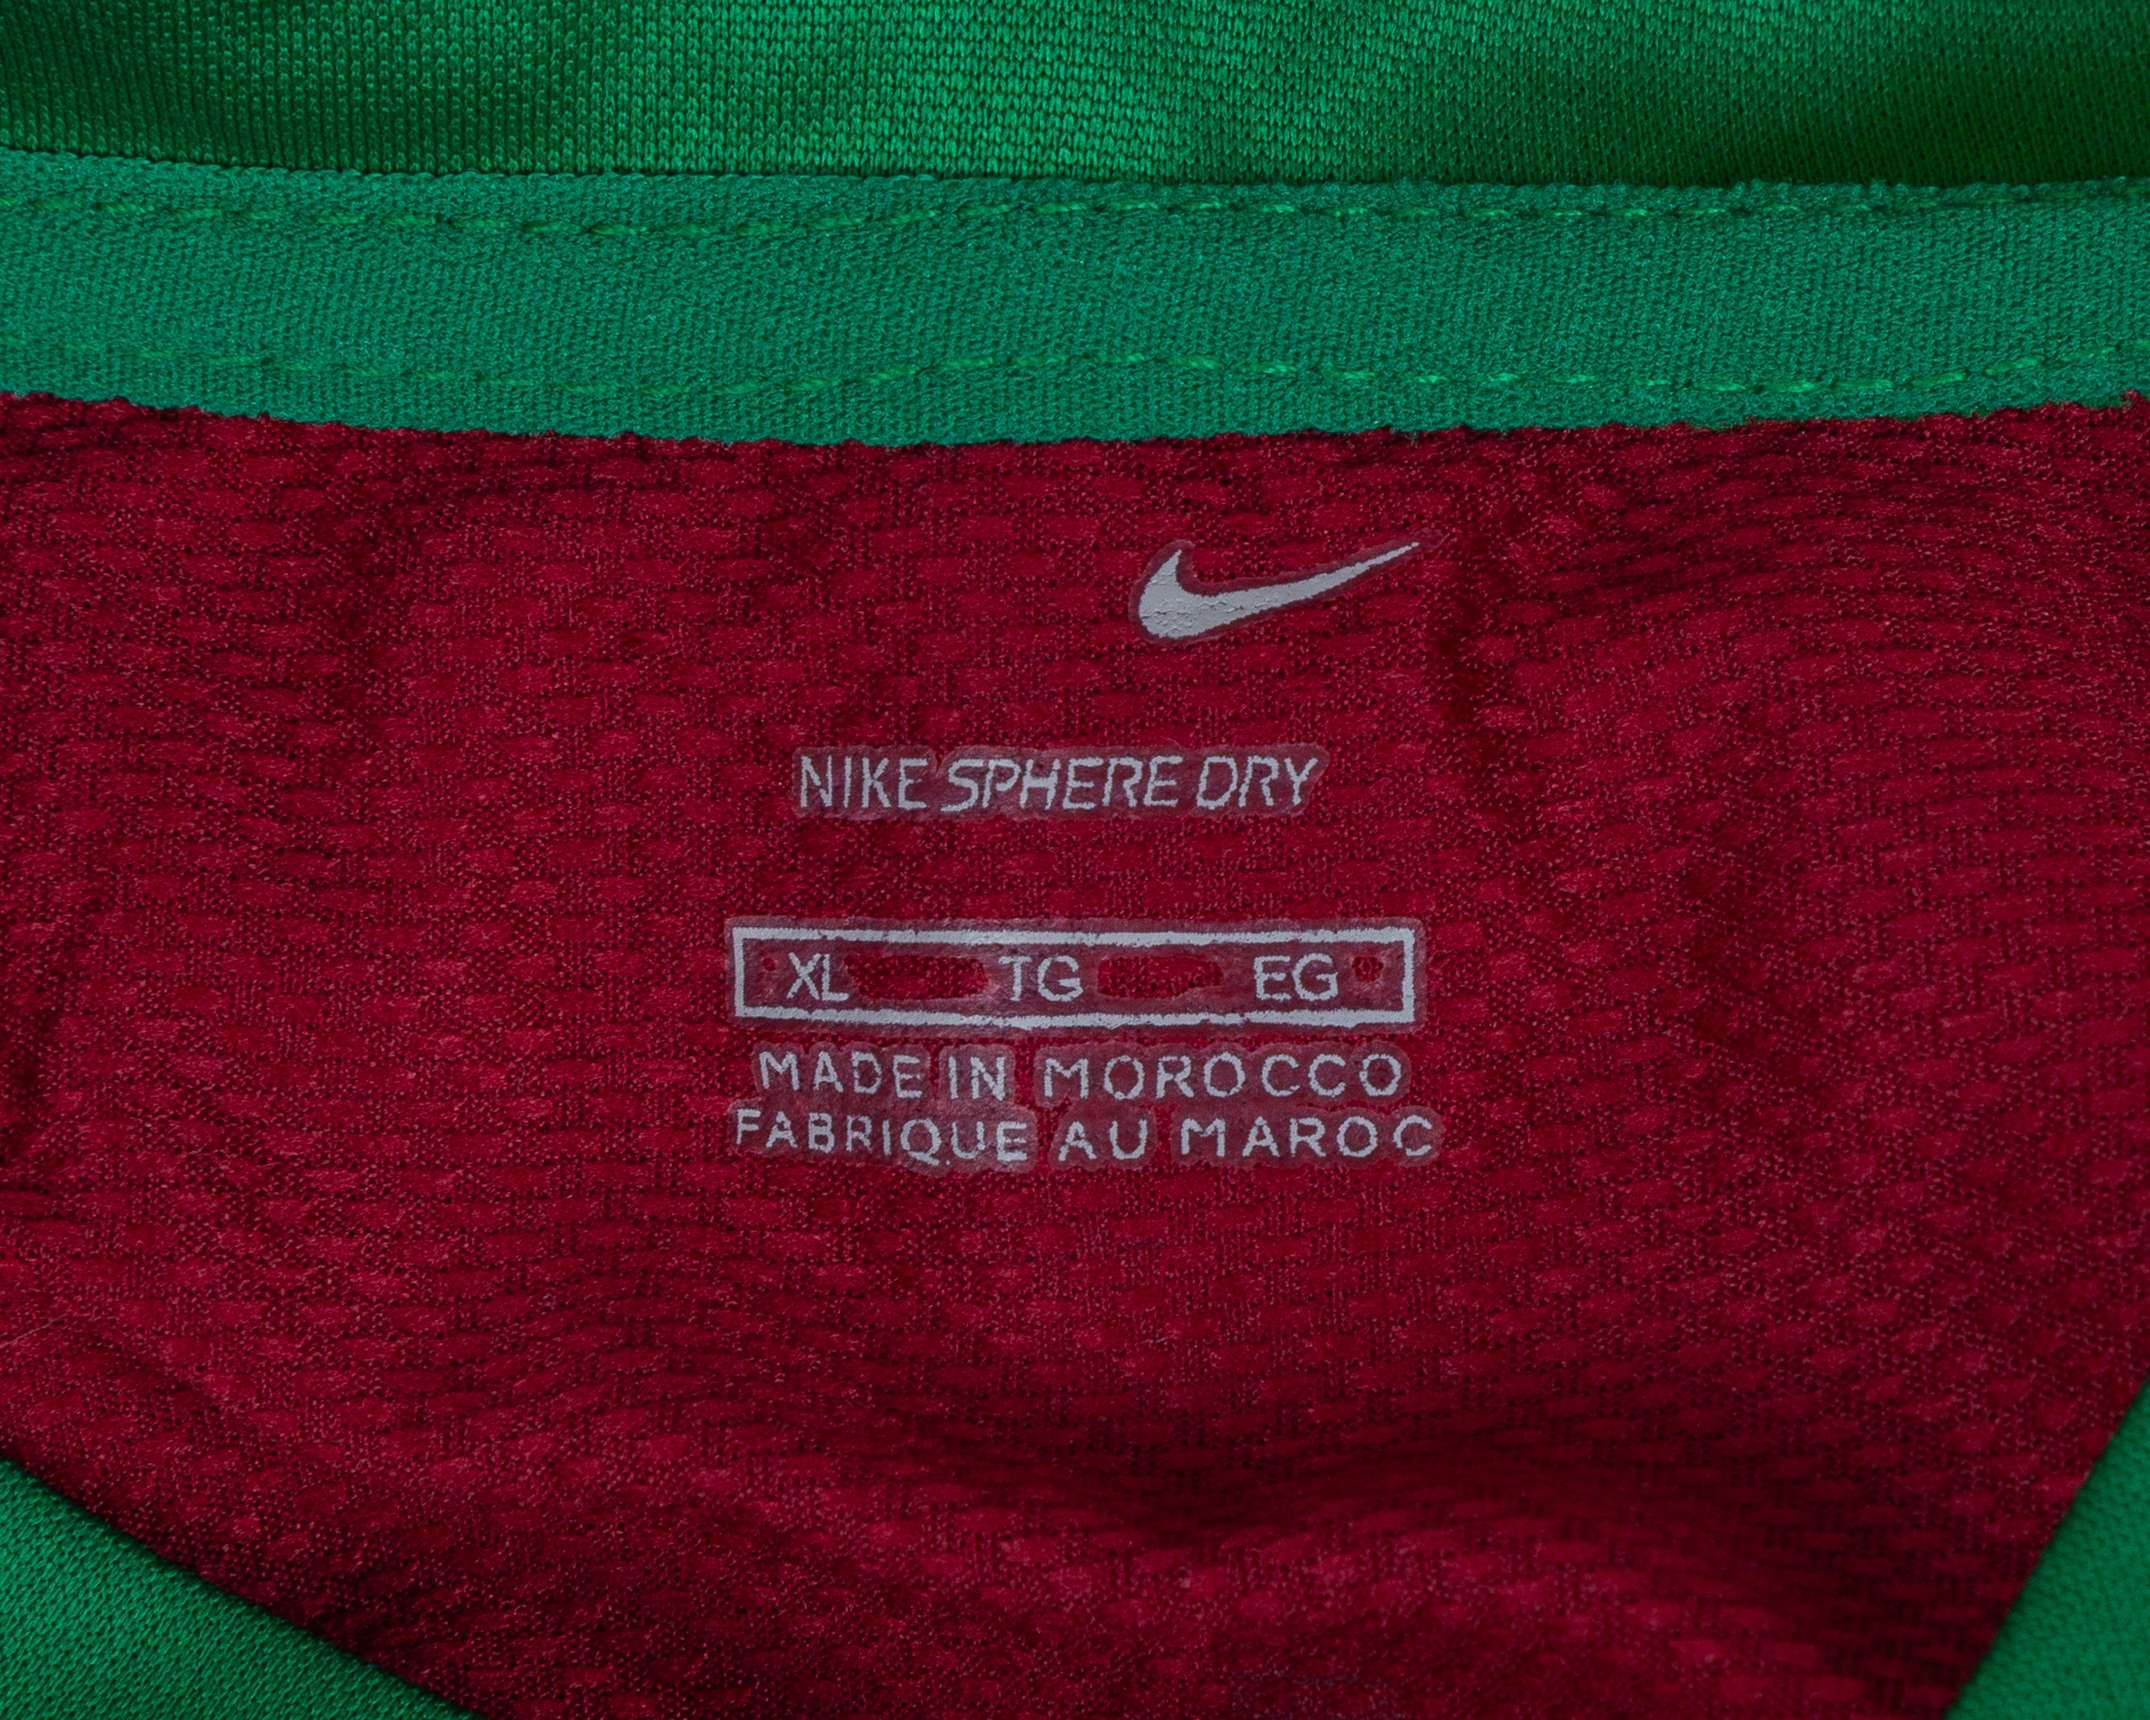 NIKE SPHERE DRY
XL TG EG
MADE IN MOROCCO
FABRIQUE AU MAROC